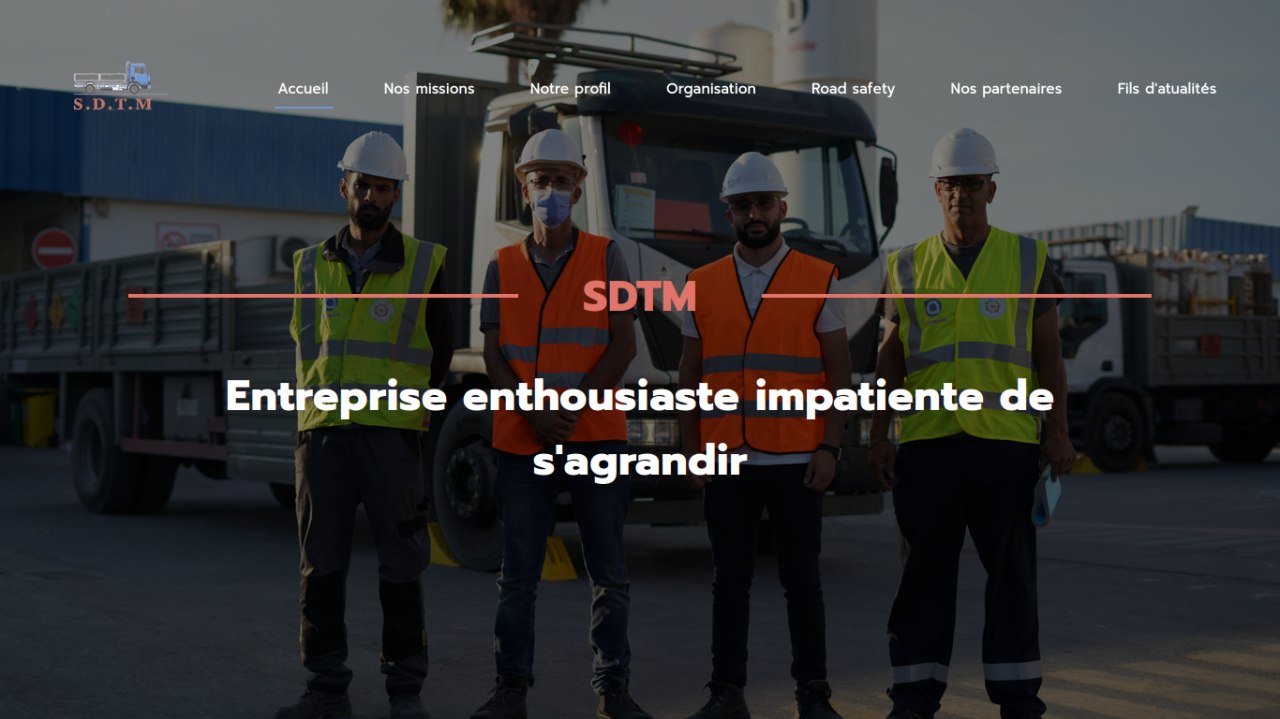 S.D.T.M
Accueil
Nos missions
Notre profil
Organisation
Road safety
Nos partenaires
Fils d'atualités
SDTM
Entreprise enthousiaste impatiente de
s'agrandir